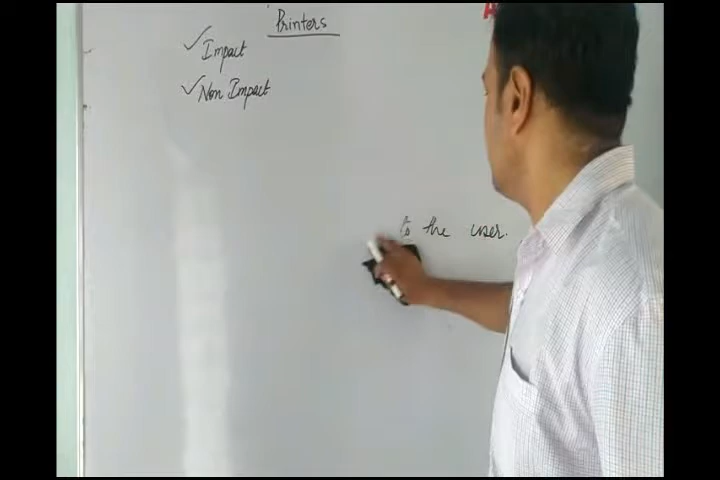 Printers
✓ Impact
✓ Non Impact
to the user.